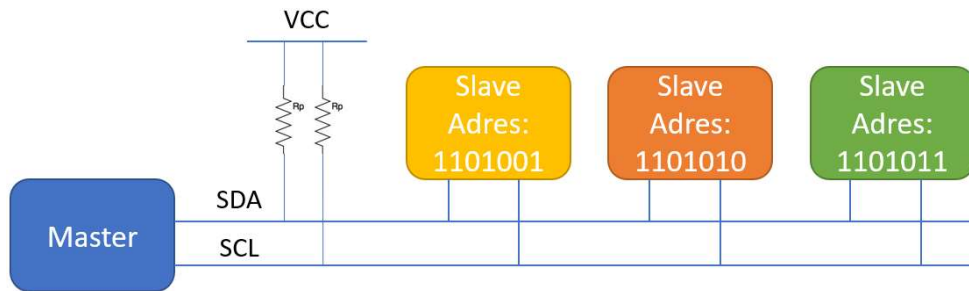 VCC
Rp
Rp
Slave
Adres:
1101001
Slave
Adres:
1101010
Slave
Adres:
1101011
SDA
Master
SCL